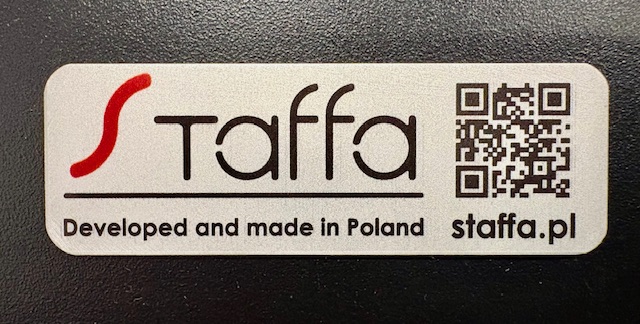 Staffa
Developed and made in Poland
staffa.pl